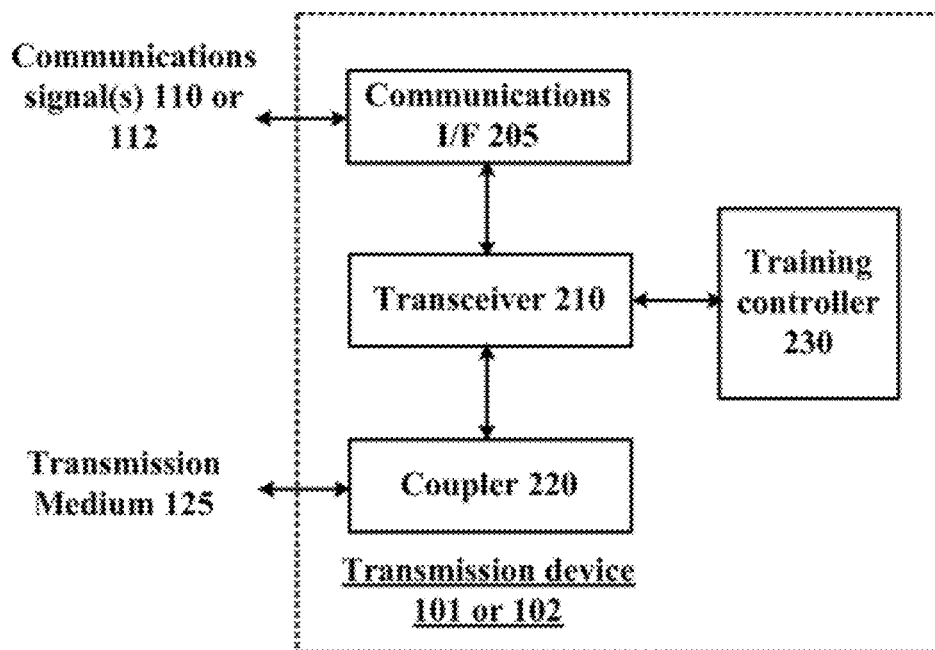 Communications
signal(s) 110 or
112
Communications
I/F 205
Transceiver 210
Training
controller
230
Transmission
Medium 125
Coupler 220
Transmission device
101 or 102